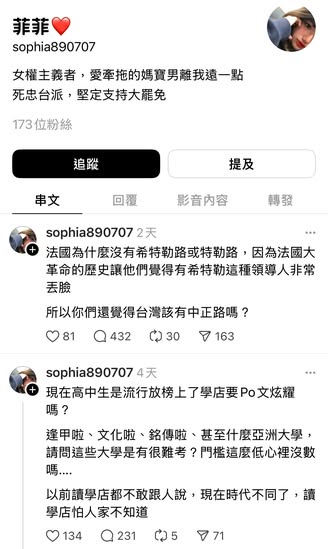 菲菲❤️
sophia890707
女權主義者，愛牽拖的媽寶男離我遠一點
死忠台派，堅定支持大罷免
173位粉絲
追蹤
提及
串文
回覆
影音內容
轉發
sophia890707 2天
法國為什麼沒有希特勒路或特勒路，因為法國大
革命的歷史讓他們覺得有希特勒這種領導人非常
丟臉
所以你們還覺得台灣該有中正路嗎？
81
432
30
163
sophia890707 4天
現在高中生是流行放榜上了學店要Po文炫耀
嗎？
逢甲啦、文化啦、銘傳啦、甚至什麼亞洲大學，
請問這些大學是有很難考？門檻這麼低心裡沒數
嗎....
以前讀學店都不敢跟人說，現在時代不同了，讀
學店怕人家不知道
134
231
5
71